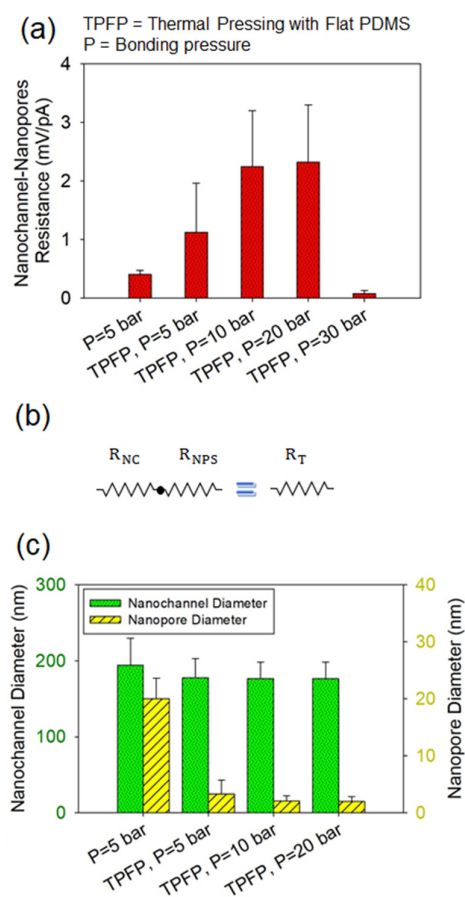 (a)
TPFP = Thermal Pressing with Flat PDMS
P = Bonding pressure
Nanochannel-Nanopores
Resistance (mV/pA)
4
3
2
1
0
P=5 bar
TPFP, P=5 bar
TPFP, P=10 bar
TPFP, P=20 bar
TPFP, P=30 bar
(b)
R_NC R_NPS R_T
(c)
Nanochannel Diameter (nm)
300
200
100
0
Nanochannel Diameter
Nanopore Diameter
40
30
20
10
0
Nanopore Diameter (nm)
P=5 bar
TPFP, P=5 bar
TPFP, P=10 bar
TPFP, P=20 bar